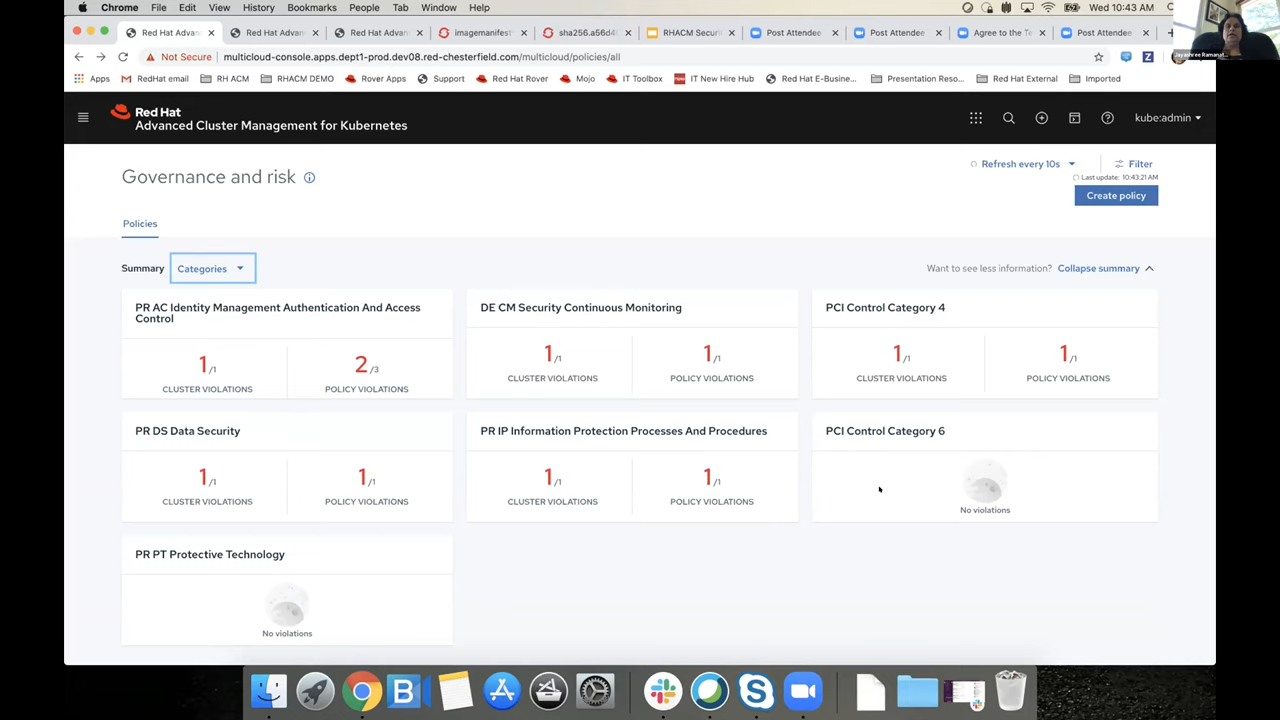 Chrome File Edit View History Bookmarks People Tab Window Help
Wed 10:43 AM
Red Hat Advan
Red Hat Advan
Red Hat Advan
imagemanifest
sha256.a56d4
RHACM Securi
Post Attendee
Post Attendee
Agree to the Te
Post Attendee
Not Secure
multicloud-console.apps.dept1-prod.dev08.red-chesterfield.com/multicloud/policies/all
Apps
RedHat email
RH ACM
RHACM DEMOS
Rover Apps
Support
Red Hat Rover
Mojo
IT Toolbox
IT New Hire Hub
Red Hat E-Busine...
Presentation Reso...
Red Hat External
Imported
Red Hat
Advanced Cluster Management for Kubernetes
kube:admin
Governance and risk
Refresh every 10s
Filter
Last update: 10:43:21 AM
Create policy
Policies
Summary
Categories
Want to see less information? Collapse summary
PR AC Identity Management Authentication And Access
Control
1/1
CLUSTER VIOLATIONS
2/3
POLICY VIOLATIONS
DE CM Security Continuous Monitoring
1/1
CLUSTER VIOLATIONS
1/1
POLICY VIOLATIONS
PCI Control Category 4
1/1
CLUSTER VIOLATIONS
1/1
POLICY VIOLATIONS
PR DS Data Security
1/1
CLUSTER VIOLATIONS
1/1
POLICY VIOLATIONS
PR IP Information Protection Processes And Procedures
1/1
CLUSTER VIOLATIONS
1/1
POLICY VIOLATIONS
PCI Control Category 6
No violations
PR PT Protective Technology
No violations